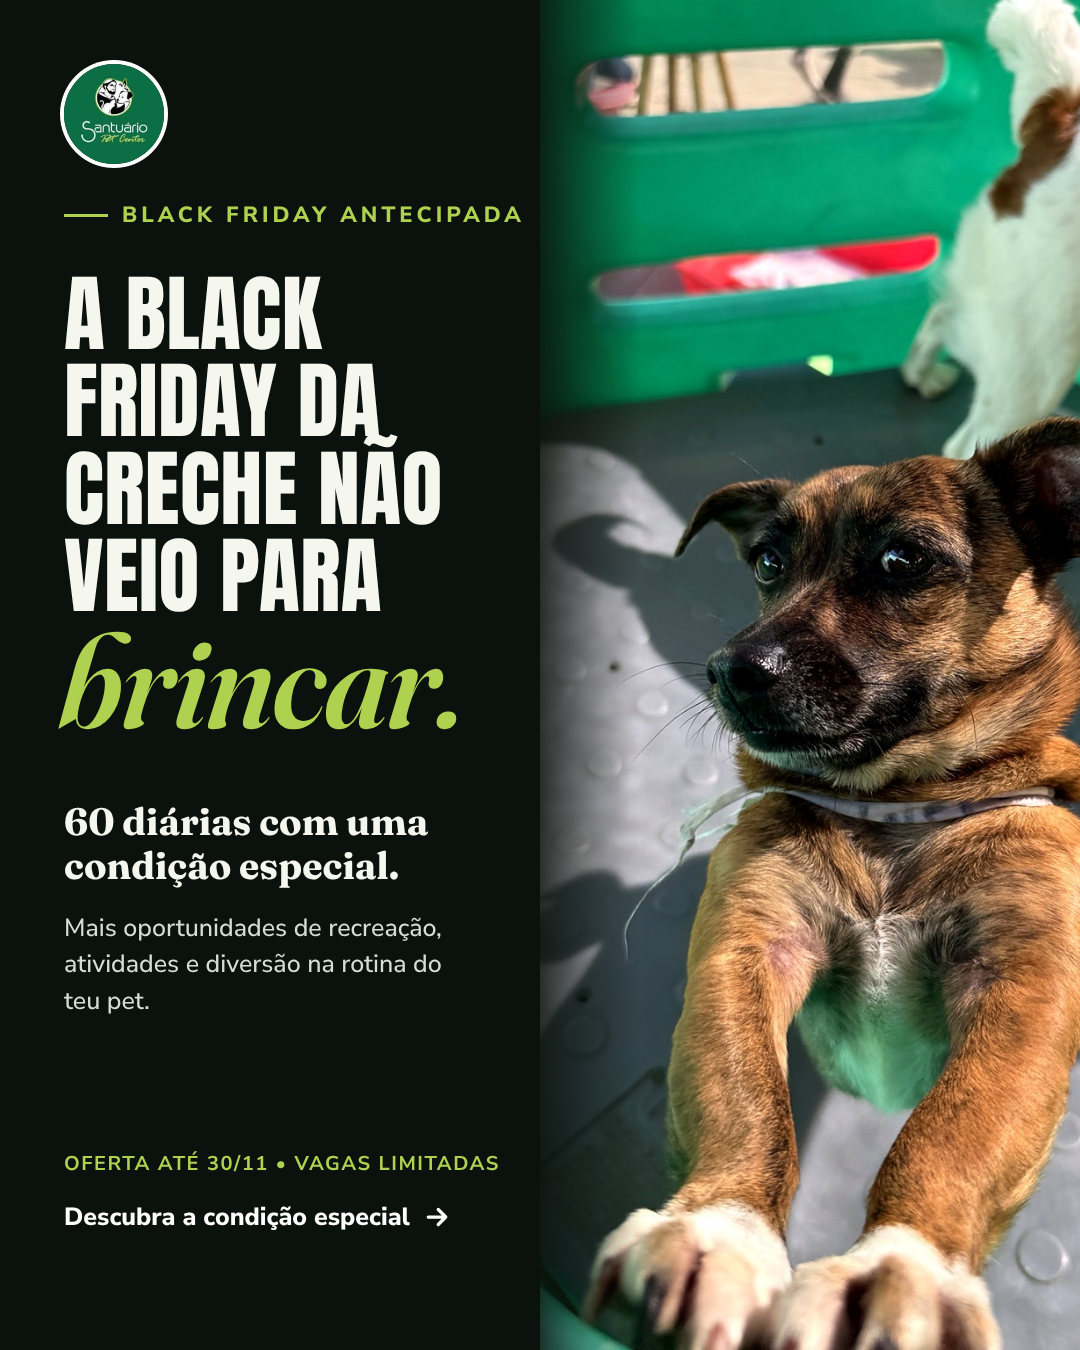 Santuário
Pet Center
BLACK FRIDAY ANTECIPADA
A BLACK
FRIDAY DA
CRECHE NÃO
VEIO PARA
brincar.
60 diárias com uma
condição especial.
Mais oportunidades de recreação,
atividades e diversão na rotina do
teu pet.
OFERTA ATÉ 30/11 • VAGAS LIMITADAS
Descubra a condição especial →